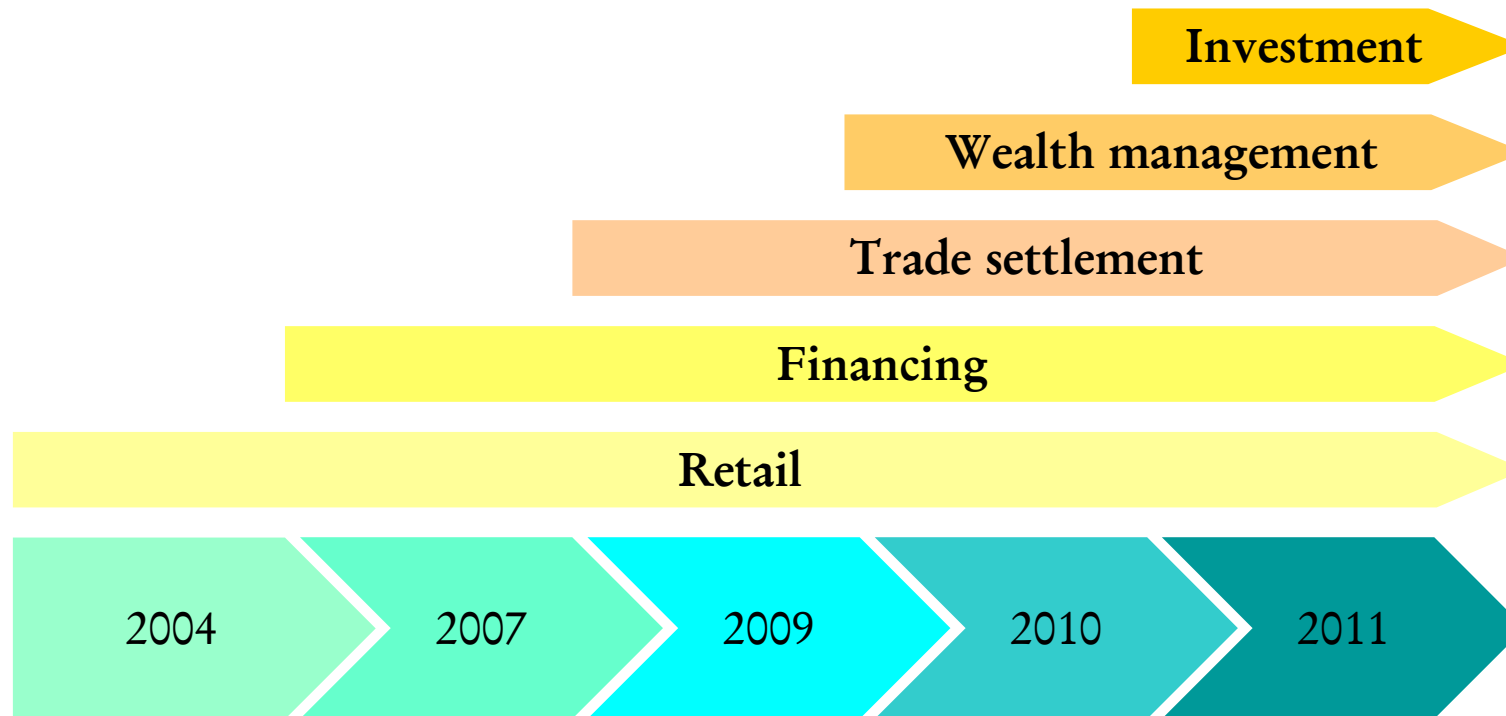 Investment
Wealth management
Trade settlement
Financing
Retail
2004 2007 2009 2010 2011